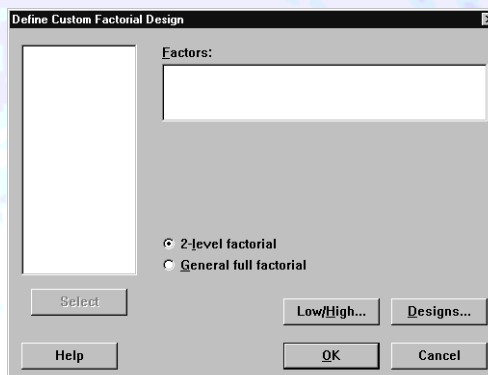 Define Custom Factorial Design
Factors:
2-level factorial
General full factorial
Select
Low/High...
Designs...
Help
OK
Cancel